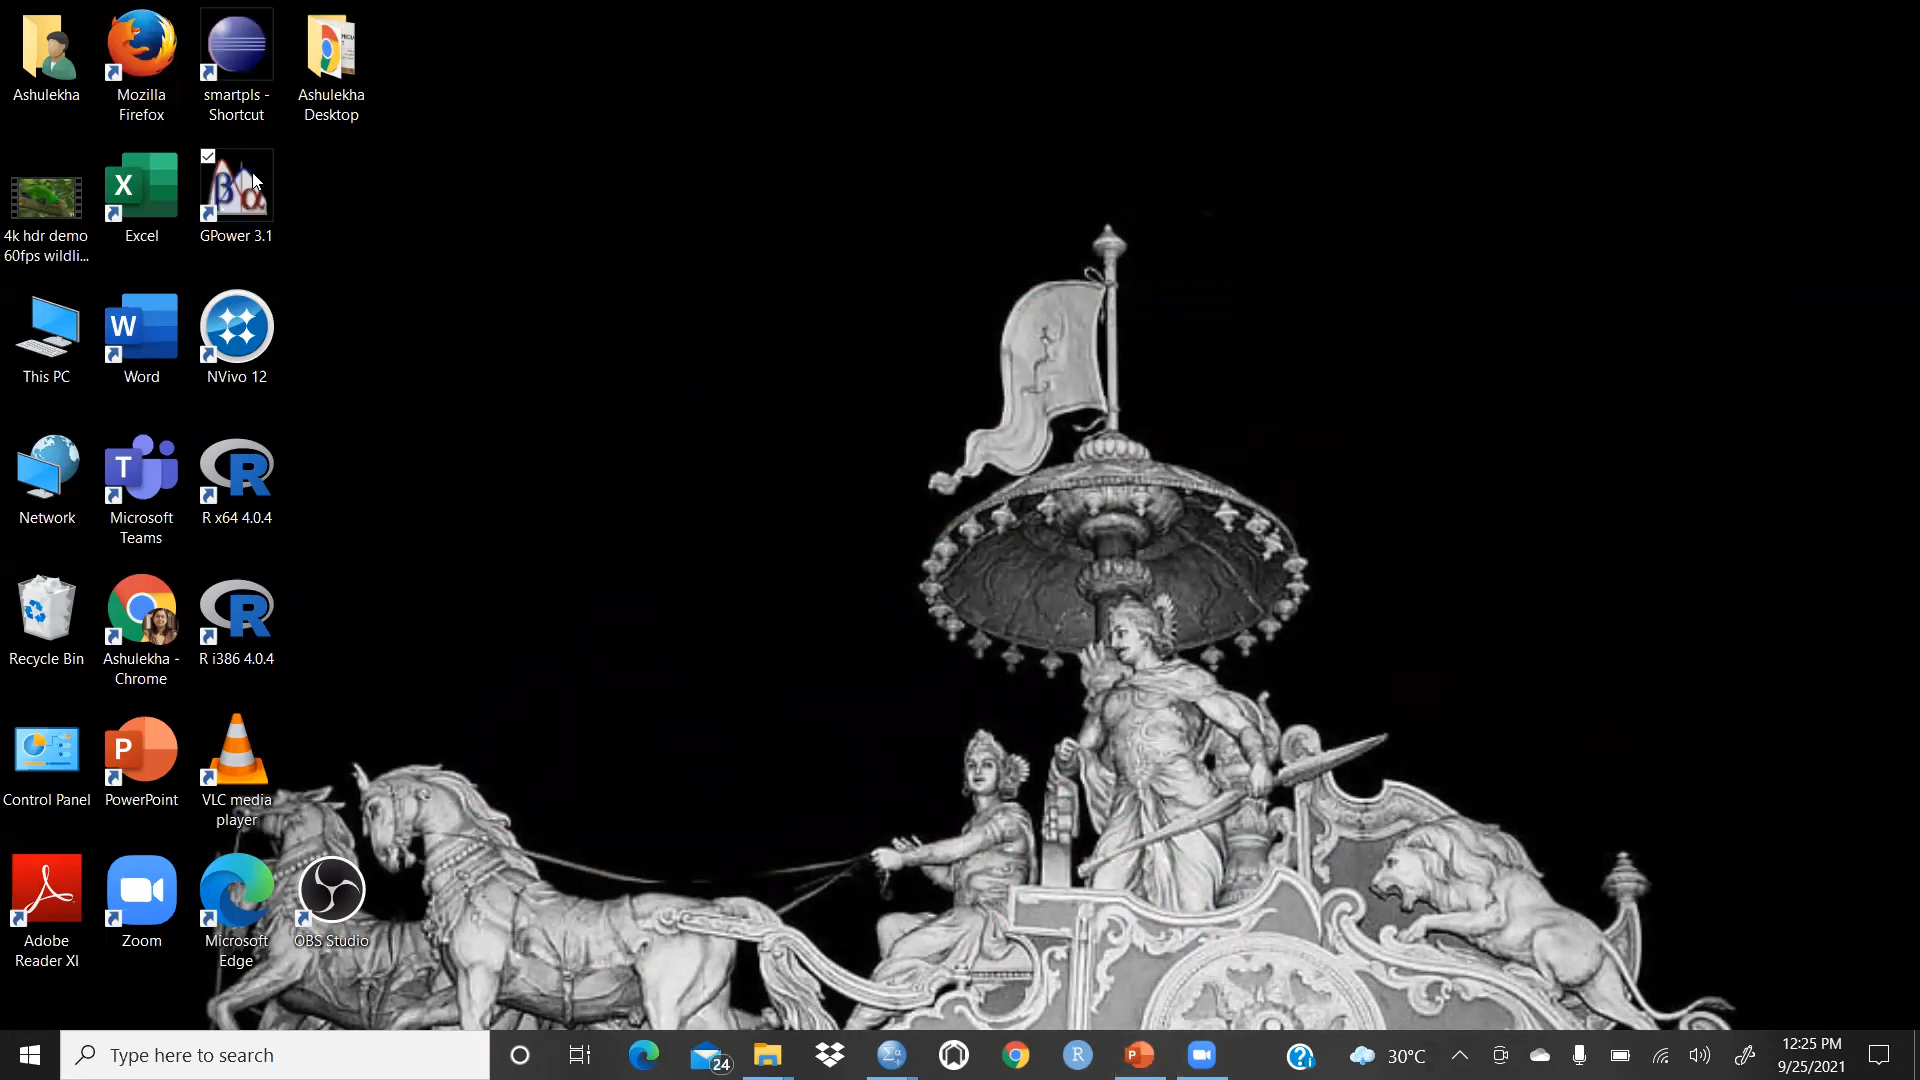 Ashulekha
Mozilla
Firefox
smartpls -
Shortcut
Ashulekha
Desktop
4k hdr demo
60fps wildli...
X
Excel
β α
GPower 3.1
This PC
W
Word
NVivo 12
Network
T
Microsoft
Teams
R
R x64 4.0.4
Recycle Bin
Ashulekha -
Chrome
R
R i386 4.0.4
Control Panel
P
PowerPoint
VLC media
player
Adobe
Reader XI
Zoom
Microsoft
Edge
OBS Studio
Type here to search
24
Σα
R
P
30°C
12:25 PM
9/25/2021